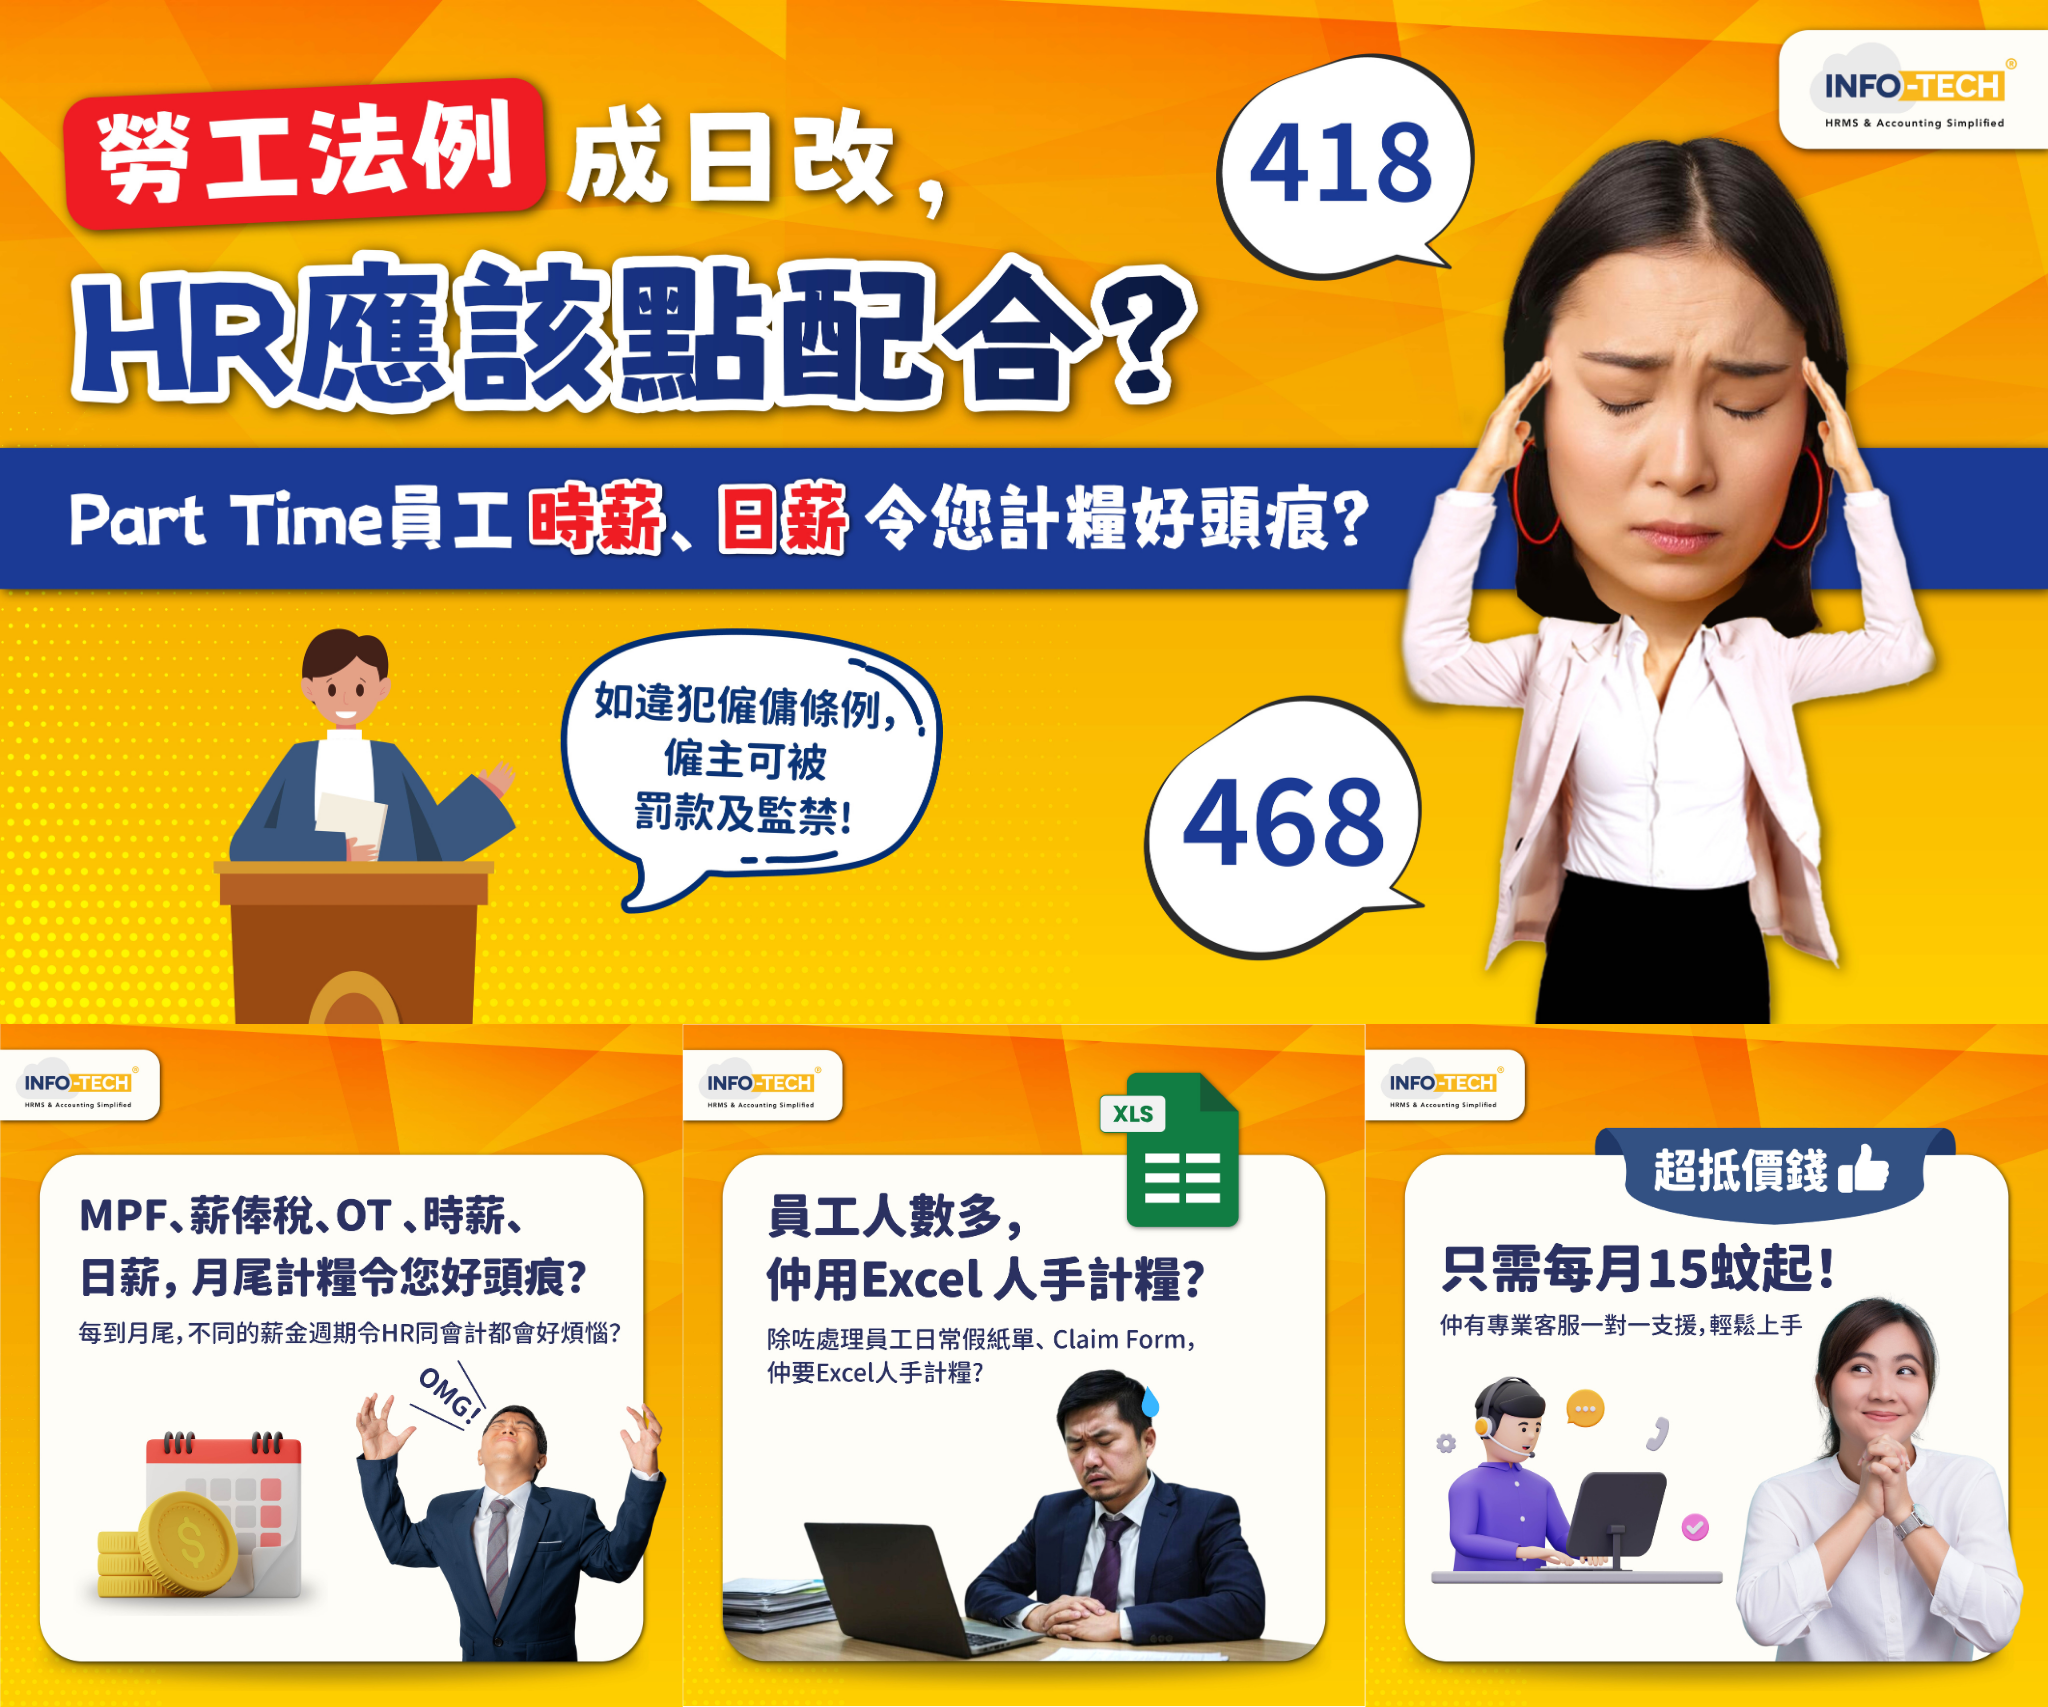 勞工法例 成日改，
418
INFO-TECH®
HRMS & Accounting Simplified
HR應該點配合?
Part Time員工 時薪、日薪 令您計糧好頭痕?
如違犯僱傭條例，
僱主可被
罰款及監禁!
468
INFO-TECH®
HRMS & Accounting Simplified
MPF、薪俸稅、OT、時薪、
日薪，月尾計糧令您好頭痕?
每到月尾，不同的薪金週期令HR同會計都會好煩惱?
OMG!
INFO-TECH®
HRMS & Accounting Simplified
XLS
員工人數多，
仲用Excel 人手計糧?
除咗處理員工日常假紙單、Claim Form，
仲要Excel人手計糧?
INFO-TECH®
HRMS & Accounting Simplified
超抵價錢
只需每月15蚊起!
仲有專業客服一對一支援，輕鬆上手